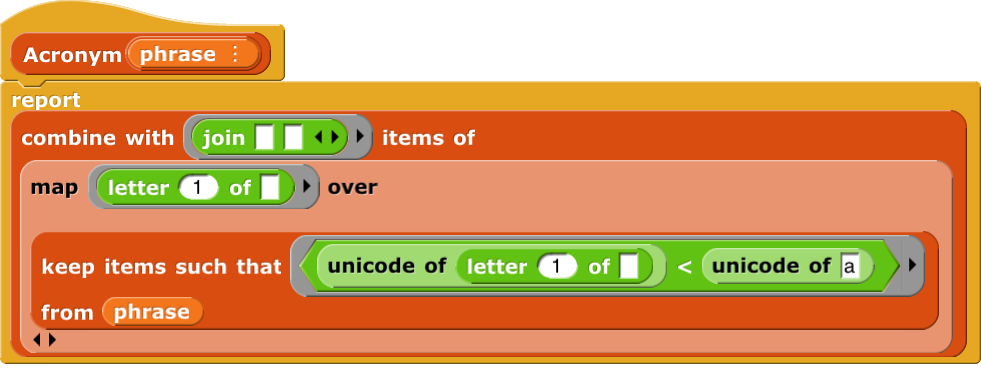 Acronym phrase ⋮
report
combine with join items of
map letter 1 of over
keep items such that unicode of letter 1 of < unicode of a
from phrase